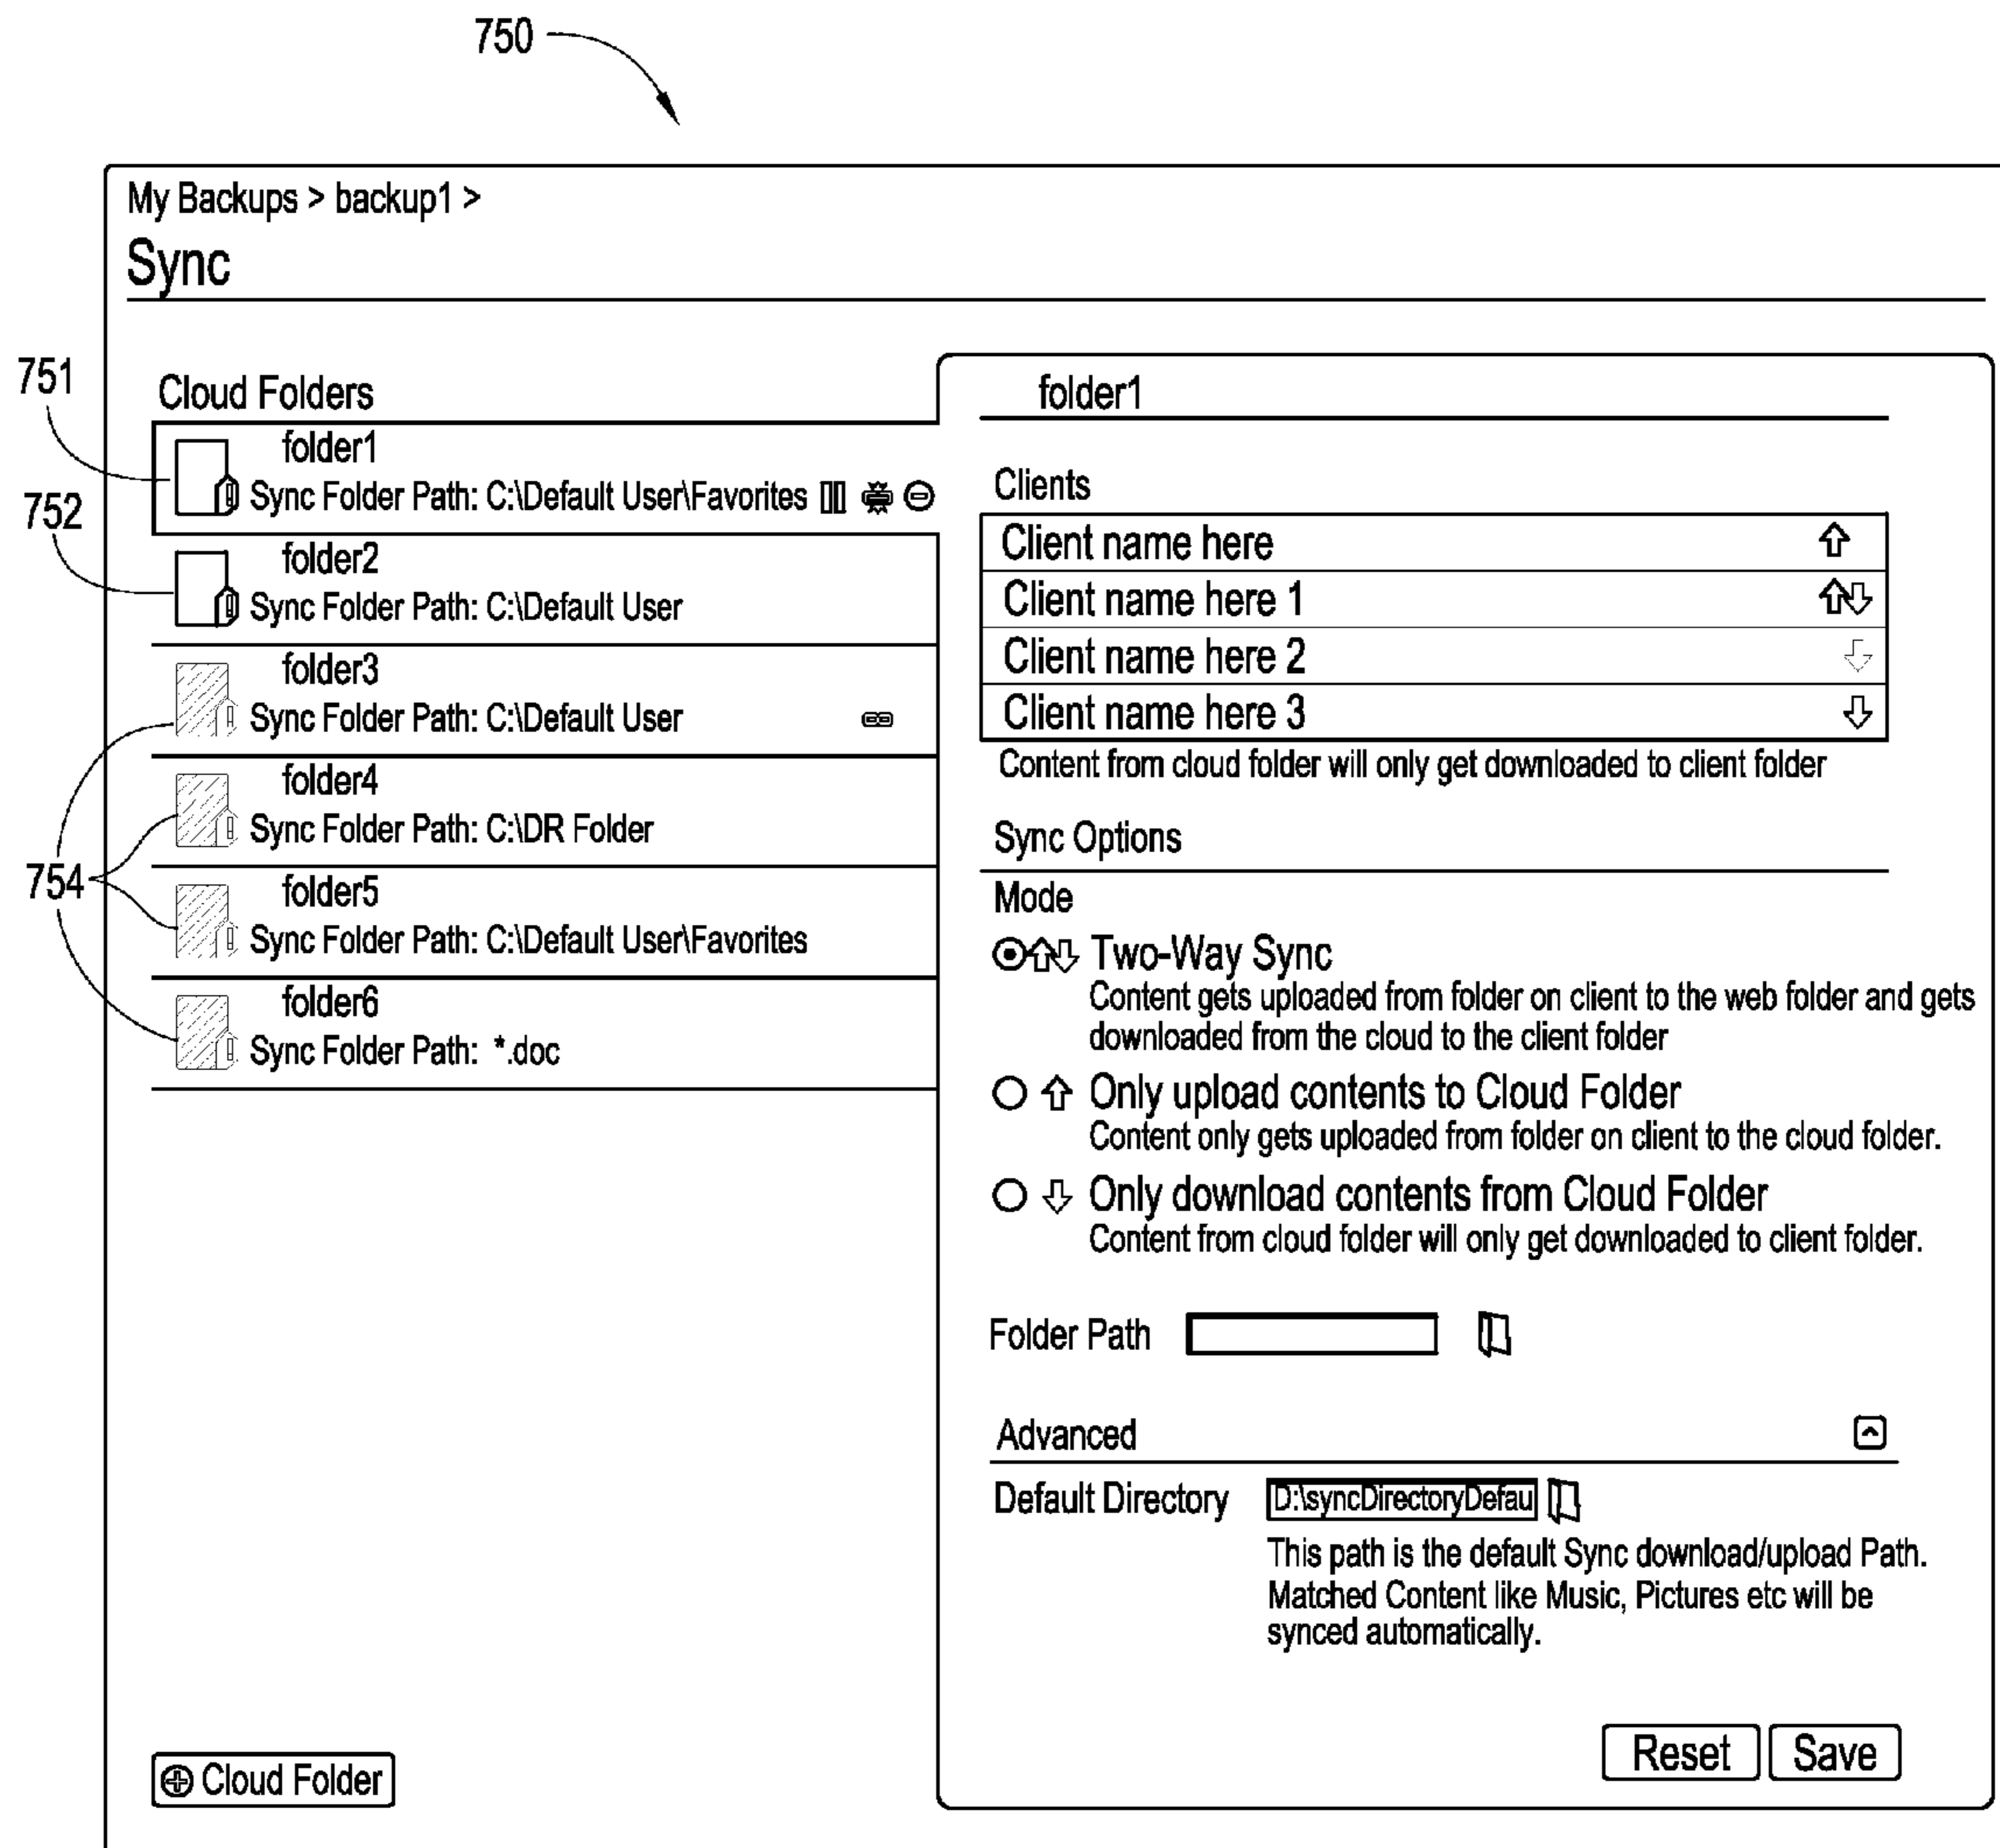 750
My Backups > backup1 >
Sync
751
752
754
Cloud Folders
folder1
Sync Folder Path: C:\Default User\Favorites
folder2
Sync Folder Path: C:\Default User
folder3
Sync Folder Path: C:\Default User
folder4
Sync Folder Path: C:\DR Folder
folder5
Sync Folder Path: C:\Default User\Favorites
folder6
Sync Folder Path: *.doc
Cloud Folder
folder1
Clients
Client name here
Client name here 1
Client name here 2
Client name here 3
Content from cloud folder will only get downloaded to client folder
Sync Options
Mode
Two-Way Sync
Content gets uploaded from folder on client to the web folder and gets
downloaded from the cloud to the client folder
Only upload contents to Cloud Folder
Content only gets uploaded from folder on client to the cloud folder.
Only download contents from Cloud Folder
Content from cloud folder will only get downloaded to client folder.
Folder Path
Advanced
Default Directory D:\syncDirectoryDefau
This path is the default Sync download/upload Path.
Matched Content like Music, Pictures etc will be
synced automatically.
Reset Save